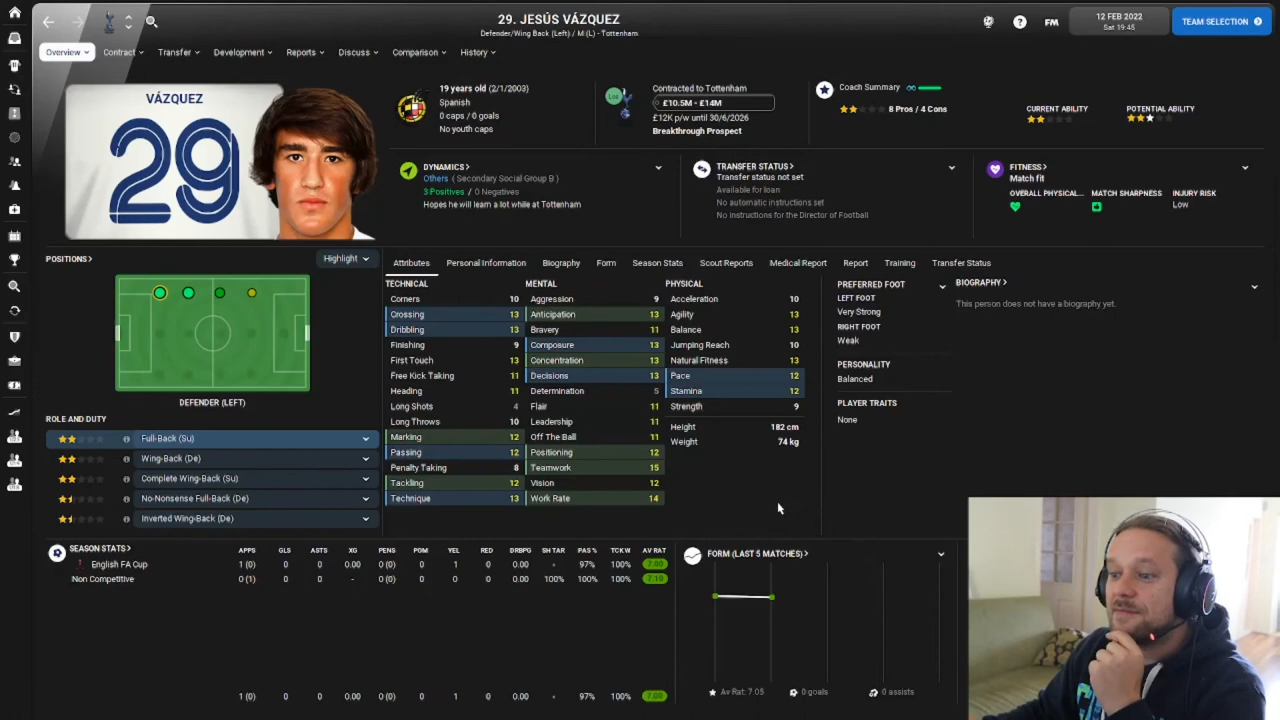 29. JESÚS VÁZQUEZ
Defender/Wing Back (Left) / M (L) - Tottenham
FM
12 FEB 2022
Sat 19:45
TEAM SELECTION
Overview
Contract
Transfer
Development
Reports
Discuss
Comparison
History
VÁZQUEZ
29
19 years old (2/1/2003)
Spanish
0 caps / 0 goals
No youth caps
Contracted to Tottenham
£10.5M - £14M
£12K p/w until 30/6/2026
Breakthrough Prospect
Coach Summary
8 Pros / 4 Cons
CURRENT ABILITY
POTENTIAL ABILITY
DYNAMICS>
Others ( Secondary Social Group B )
3 Positives / 0 Negatives
Hopes he will learn a lot while at Tottenham
TRANSFER STATUS>
Transfer status not set
Available for loan
No automatic instructions set
No instructions for the Director of Football
FITNESS>
Match fit
OVERALL PHYSICAL... MATCH SHARPNESS INJURY RISK
Low
POSITIONS>
Highlight
DEFENDER (LEFT)
ROLE AND DUTY
Full-Back (Su)
Wing-Back (De)
Complete Wing-Back (Su)
No-Nonsense Full-Back (De)
Inverted Wing-Back (De)
Attributes
Personal Information
Biography
Form
Season Stats
Scout Reports
Medical Report
Report
Training
Transfer Status
TECHNICAL
Corners 10
Crossing 13
Dribbling 13
Finishing 9
First Touch 13
Free Kick Taking 11
Heading 11
Long Shots 4
Long Throws 10
Marking 12
Passing 12
Penalty Taking 8
Tackling 12
Technique 13
MENTAL
Aggression 9
Anticipation 13
Bravery 11
Composure 13
Concentration 13
Decisions 13
Determination 5
Flair 11
Leadership 11
Off The Ball 11
Positioning 12
Teamwork 15
Vision 12
Work Rate 14
PHYSICAL
Acceleration 10
Agility 13
Balance 13
Jumping Reach 10
Natural Fitness 13
Pace 12
Stamina 12
Strength 9
Height 182 cm
Weight 74 kg
PREFERRED FOOT
LEFT FOOT
Very Strong
RIGHT FOOT
Weak
PERSONALITY
Balanced
PLAYER TRAITS
None
BIOGRAPHY>
This person does not have a biography yet.
SEASON STATS>
APPS GLS ASTS XG PENS POM YEL RED DRBPG SH TAR PAS % TCK W AV RAT
English FA Cup 1 (0) 0 0 0.00 0 (0) 0 1 0 0.00 - 97% 100% 7.00
Non Competitive 0 (1) 0 0 - 0 (0) 0 0 0 0.00 100% 100% 100% 7.10
1 (0) 0 0 0.00 0 (0) 0 1 0 0.00 - 97% 100% 7.00
FORM (LAST 5 MATCHES)>
Av Rat: 7.05
0 goals
0 assists